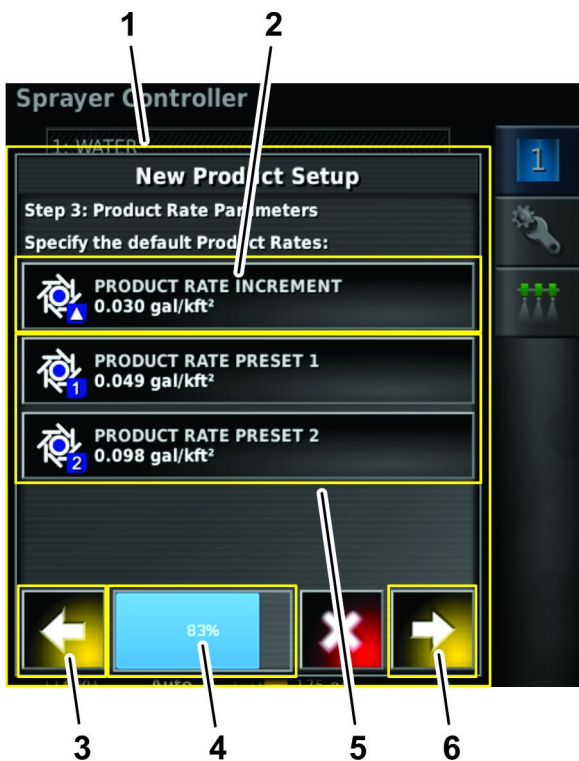 1 2
Sprayer Controller
1: WATER
1
New Product Setup
Step 3: Product Rate Parameters
Specify the default Product Rates:
PRODUCT RATE INCREMENT
0.030 gal/kft²
PRODUCT RATE PRESET 1
1 0.049 gal/kft²
PRODUCT RATE PRESET 2
2 0.098 gal/kft²
83%
Auto
3 4 5 6